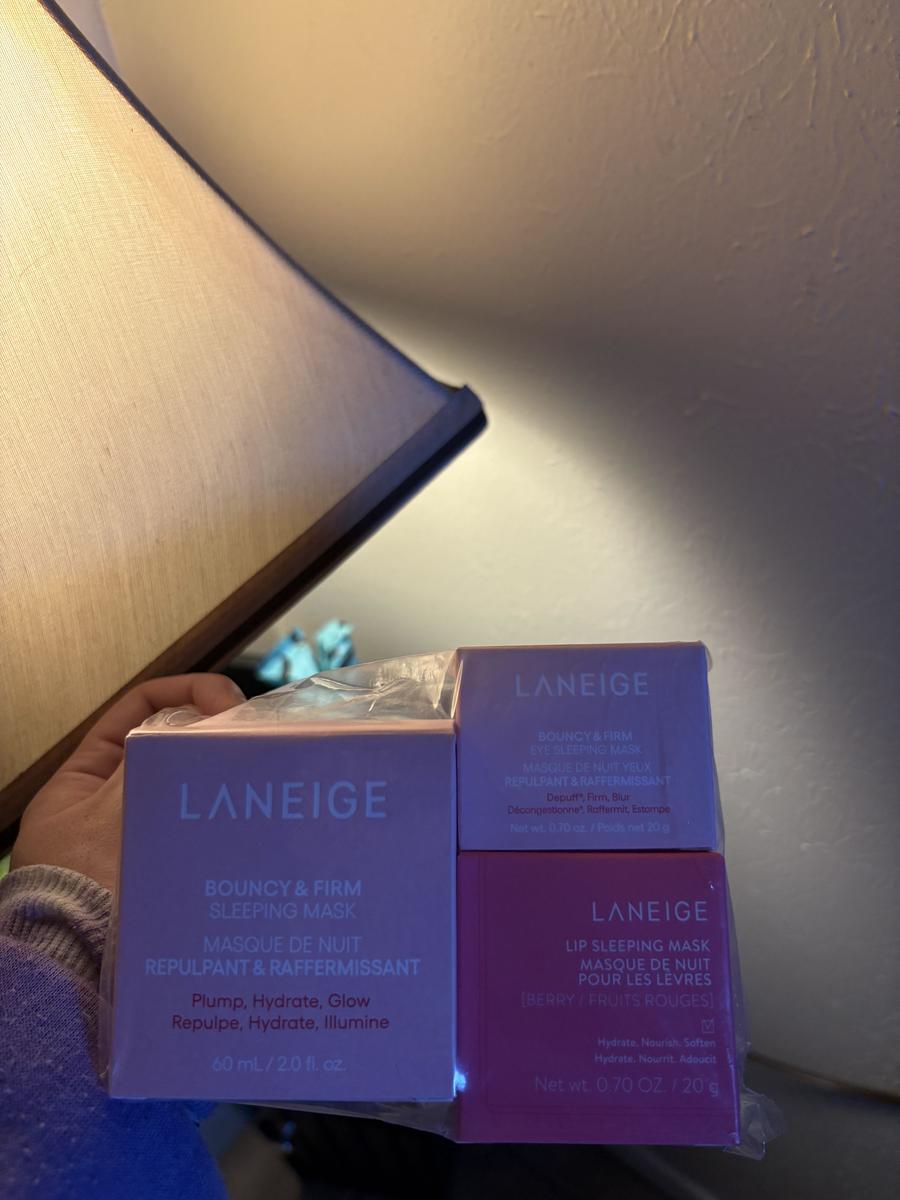 LANEIGE
BOUNCY & FIRM
SLEEPING MASK
MASQUE DE NUIT
REPULPANT & RAFFERMISSANT
Plump, Hydrate, Glow
Repulpe, Hydrate, Illumine
60 mL / 2.0 fl. oz.
LANEIGE
BOUNCY & FIRM
EYE SLEEPING MASK
MASQUE DE NUIT YEUX
REPULPANT & RAFFERMISSANT
Depuff*, Firm, Blur
Décongestionne*, Raffermit, Estompe
Net wt. 0.70 oz. / Poids net 20 g
LANEIGE
LIP SLEEPING MASK
MASQUE DE NUIT
POUR LES LÈVRES
[BERRY / FRUITS ROUGES]
Hydrate. Nourish. Soften
Hydrate. Nourrit. Adoucit
Net wt. 0.70 OZ. / 20 g